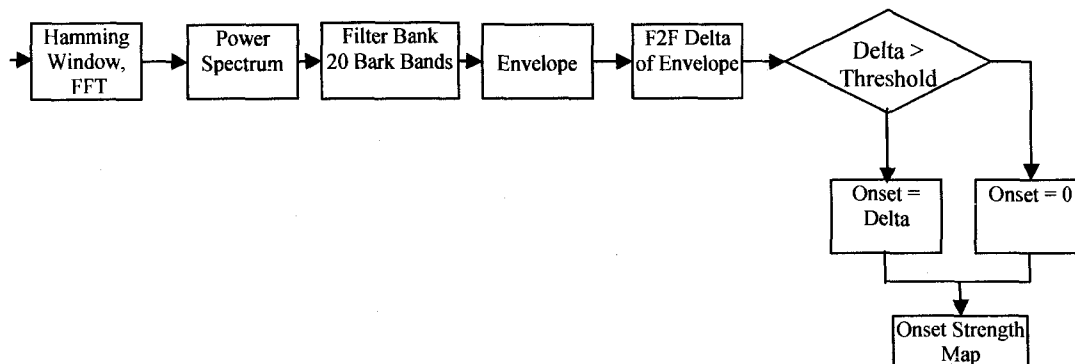 Hamming
Window,
FFT
Power
Spectrum
Filter Bank
20 Bark Bands
Envelope
F2F Delta
of Envelope
Delta >
Threshold
Onset =
Delta
Onset = 0
Onset Strength
Map